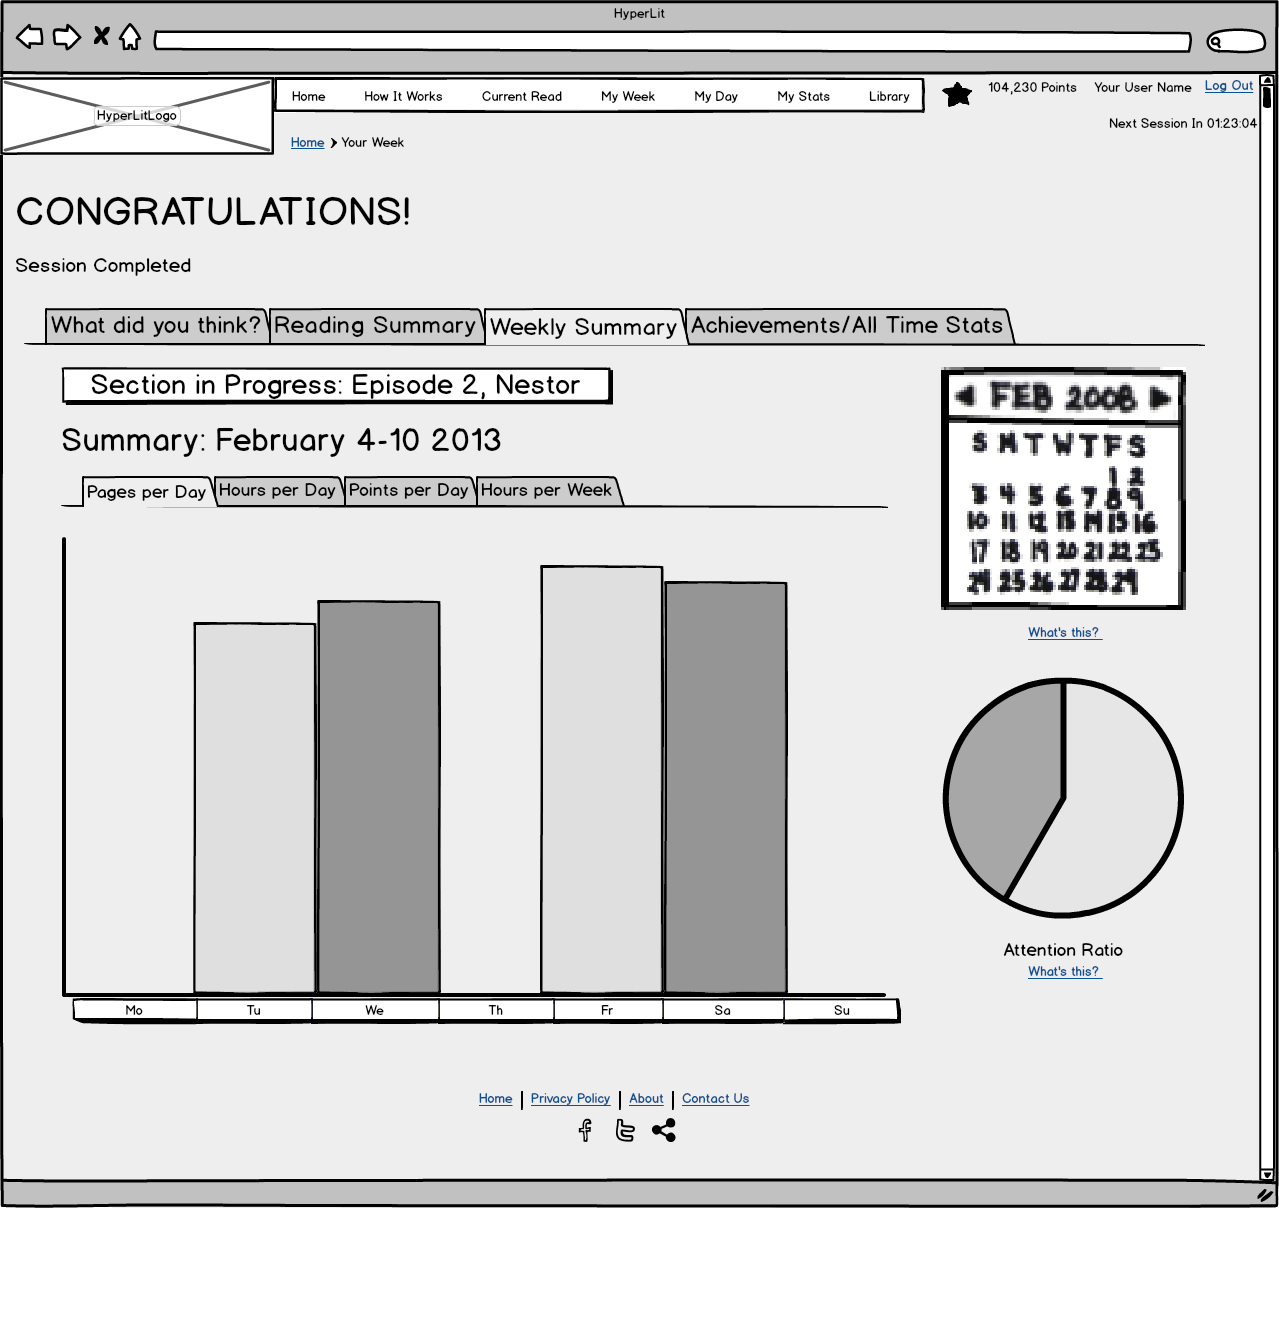 HyperLit
HyperLitLogo
Home How It Works Current Read My Week My Day My Stats Library
104,230 Points Your User Name Log Out
Next Session In 01:23:04
Home Your Week
CONGRATULATIONS!
Session Completed
What did you think? Reading Summary Weekly Summary Achievements/All Time Stats
Section in Progress: Episode 2, Nestor
Summary: February 4-10 2013
Pages per Day Hours per Day Points per Day Hours per Week
Mo Tu We Th Fr Sa Su
FEB 2008
S M T W T F S
1 2
3 4 5 6 7 8 9
10 11 12 13 14 15 16
17 18 19 20 21 22 23
24 25 26 27 28 29
What's this?
Attention Ratio
What's this?
Home Privacy Policy About Contact Us